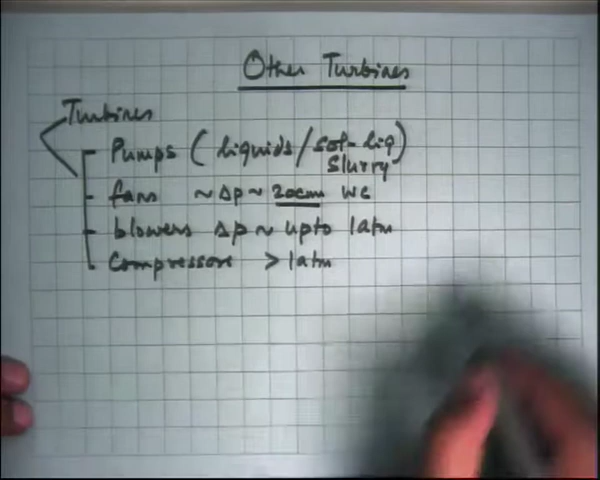 Other Turbines
Turbines
Pumps (liquids/sol-liq
slurry)
fans ~Δp~ 20cm WC
blowers Δp~ upto 1atm
Compressors > 1atm